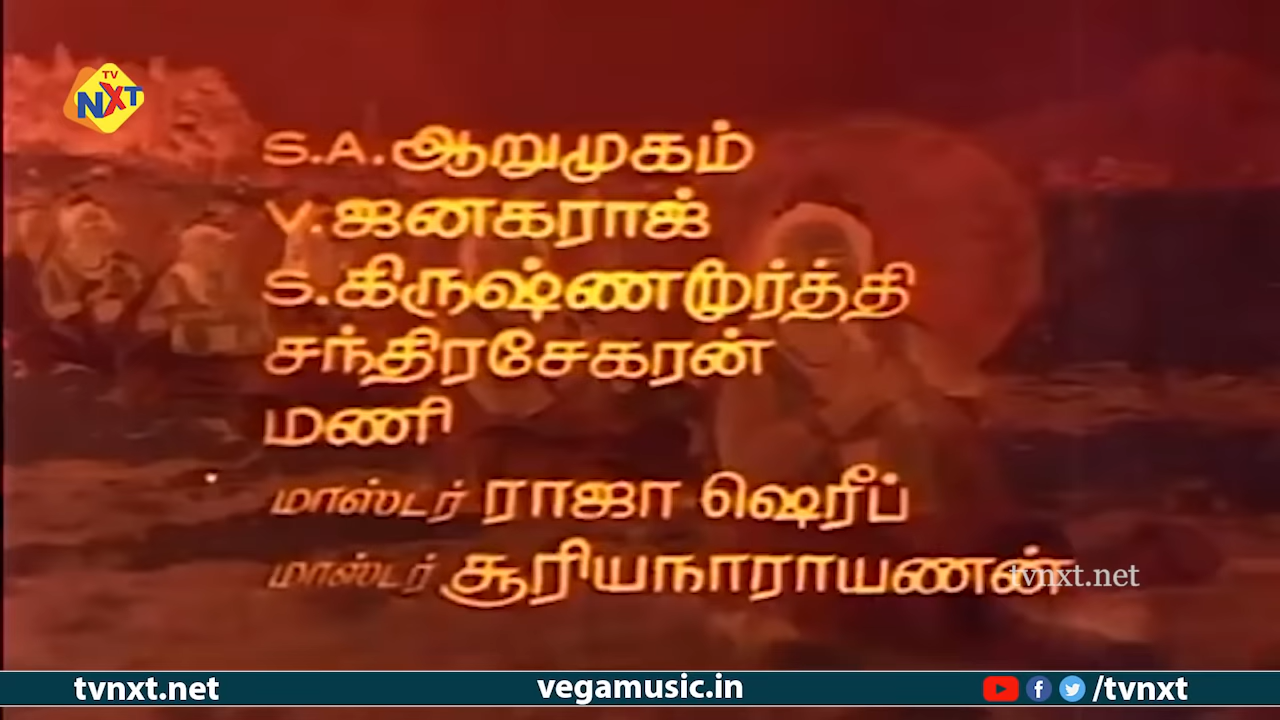 TV
NXT
S.A.ஆறுமுகம்
V.ஜனகராஜ்
S.கிருஷ்ணமூர்த்தி
சந்திரசேகரன்
மணி
மாஸ்டர் ராஜா ஷெரீப்
மாஸ்டர் சூரியநாராயணன்
tvnxt.net
tvnxt.net
vegamusic.in
/tvnxt